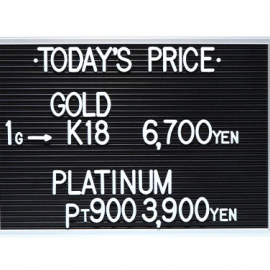 ·TODAY'S PRICE·
GOLD
1G→ K18 6,700YEN
PLATINUM
PT900 3,900YEN